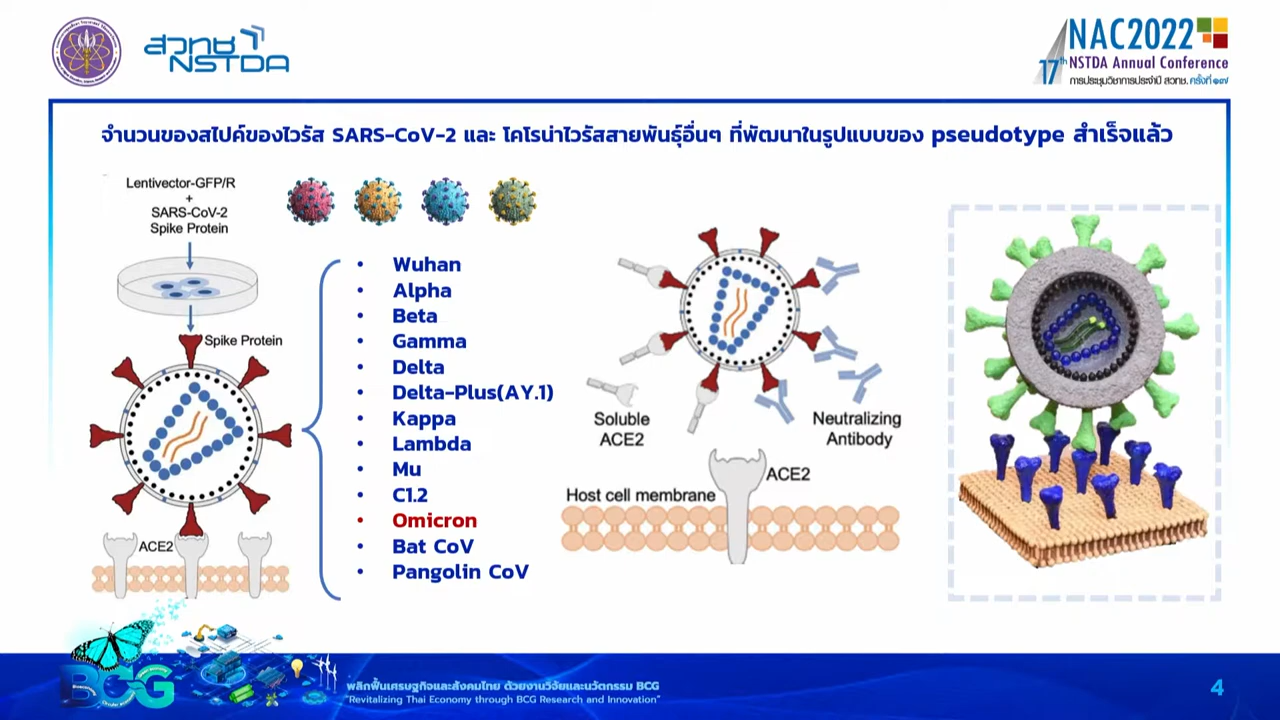 สวทช
NSTDA
NAC2022
17th NSTDA Annual Conference
การประชุมวิชาการประจำปี สวทช. ครั้งที่ ๑๗
จำนวนของสไปค์ของไวรัส SARS-CoV-2 และ โคโรน่าไวรัสสายพันธุ์อื่นๆ ที่พัฒนาในรูปแบบของ pseudotype สำเร็จแล้ว
Lentivector-GFP/R
+
SARS-CoV-2
Spike Protein
Spike Protein
ACE2
• Wuhan
• Alpha
• Beta
• Gamma
• Delta
• Delta-Plus(AY.1)
• Kappa
• Lambda
• Mu
• C1.2
• Omicron
• Bat CoV
• Pangolin CoV
Soluble
ACE2
Neutralizing
Antibody
ACE2
Host cell membrane
BCG
พลิกฟื้นเศรษฐกิจและสังคมไทย ด้วยงานวิจัยและนวัตกรรม BCG
"Revitalizing Thai Economy through BCG Research and Innovation"
4